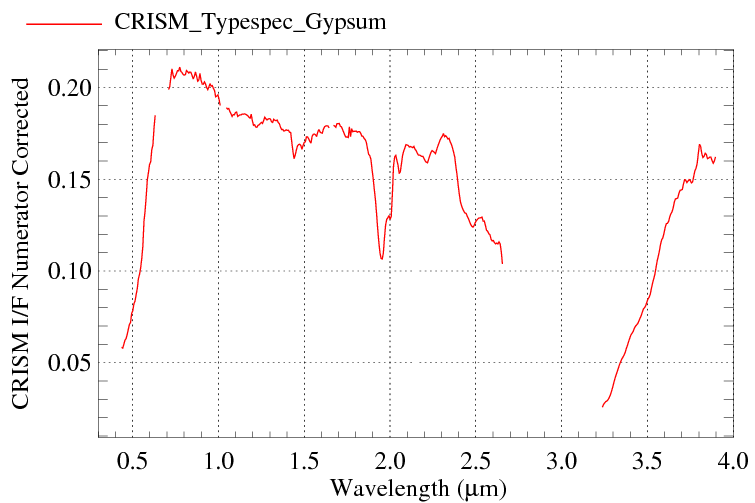 CRISM_Typespec_Gypsum
CRISM I/F Numerator Corrected
0.20
0.15
0.10
0.05
0.5 1.0 1.5 2.0 2.5 3.0 3.5 4.0
Wavelength (μm)